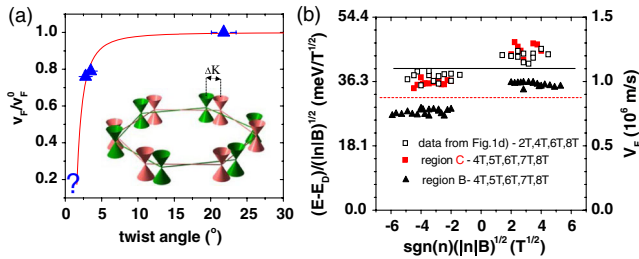 (a)
v_F/v_F^0
1.0
0.8
0.6
0.4
0.2
?
ΔK
0 5 10 15 20 25 30
twist angle (°)
(b)
(E-E_D)/(|n|B)^{1/2} (meV/T^{1/2})
54.4
36.3
18.1
0.0
data from Fig.1d) - 2T,4T,6T,8T
region C - 4T,5T,6T,7T,8T
region B- 4T,5T,6T,7T,8T
-6 -4 -2 0 2 4 6
sgn(n)(|n|B)^{1/2} (T^{1/2})
1.5
1.0
0.5
0.0
V_F (10^6 m/s)